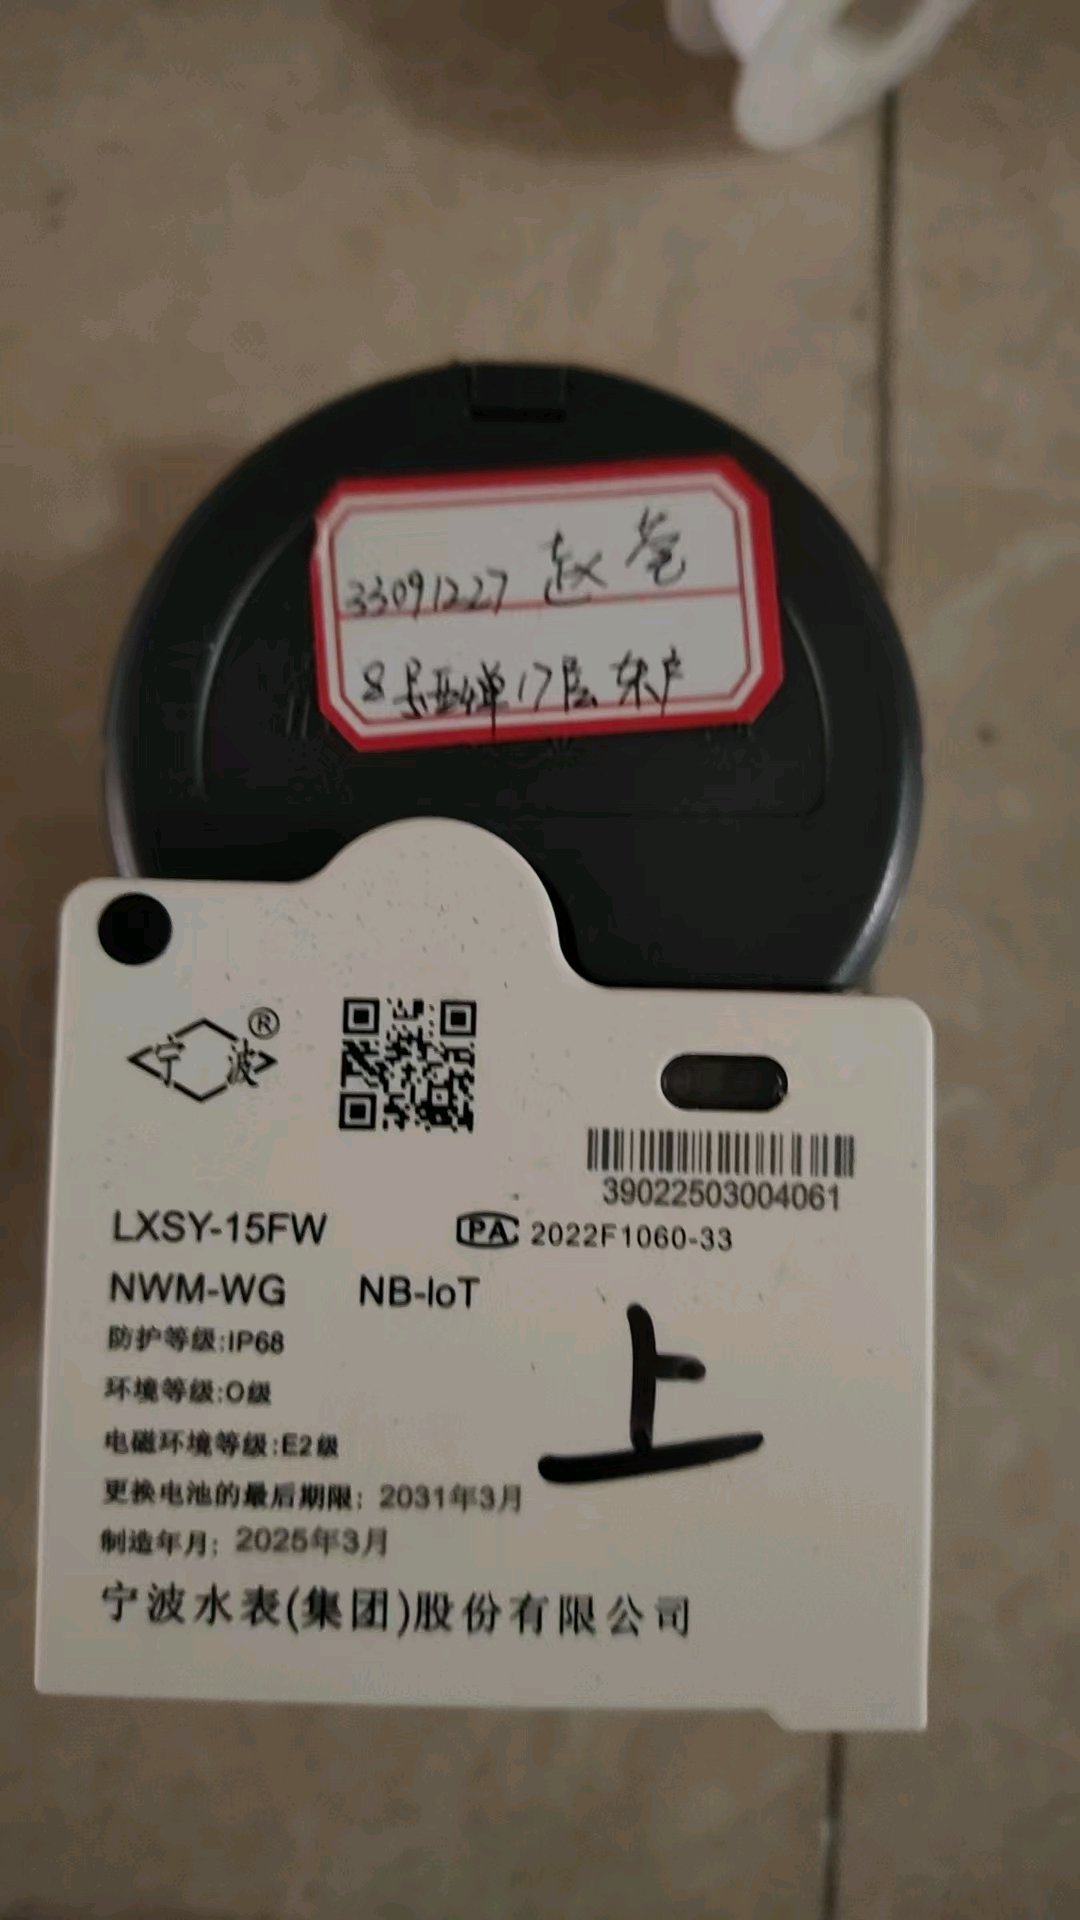 33091227 赵苍
8号西单17层东户
宁波®
39022503004061
LXSY-15FW
PA 2022F1060-33
NWM-WG NB-IoT
防护等级:IP68
环境等级:O级
上
电磁环境等级:E2级
更换电池的最后期限: 2031年3月
制造年月: 2025年3月
宁波水表(集团)股份有限公司